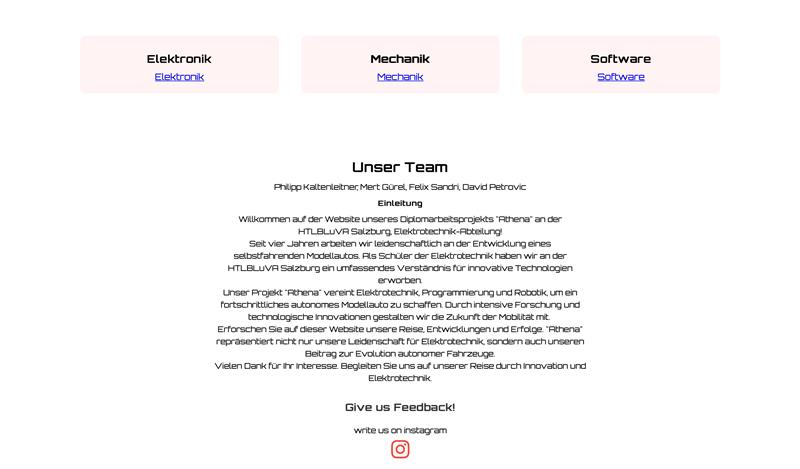 Elektronik Mechanik Software
Elektronik Mechanik Software
Unser Team
Philipp Kaltenleitner, Mert Gürel, Felix Sandri, David Petrovic
Einleitung
Willkommen auf der Website unseres Diplomarbeitsprojekts "Athena" an der
HTLBLuVA Salzburg, Elektrotechnik-Abteilung!
Seit vier Jahren arbeiten wir leidenschaftlich an der Entwicklung eines
selbstfahrenden Modellautos. Als Schüler der Elektrotechnik haben wir an der
HTLBLuVA Salzburg ein umfassendes Verständnis für innovative Technologien
erworben.
Unser Projekt "Athena" vereint Elektrotechnik, Programmierung und Robotik, um ein
fortschrittliches autonomes Modellauto zu schaffen. Durch intensive Forschung und
technologische Innovationen gestalten wir die Zukunft der Mobilität mit.
Erforschen Sie auf dieser Website unsere Reise, Entwicklungen und Erfolge. "Athena"
repräsentiert nicht nur unsere Leidenschaft für Elektrotechnik, sondern auch unseren
Beitrag zur Evolution autonomer Fahrzeuge.
Vielen Dank für Ihr Interesse. Begleiten Sie uns auf unserer Reise durch Innovation und
Elektrotechnik.
Give us Feedback!
write us on instagram